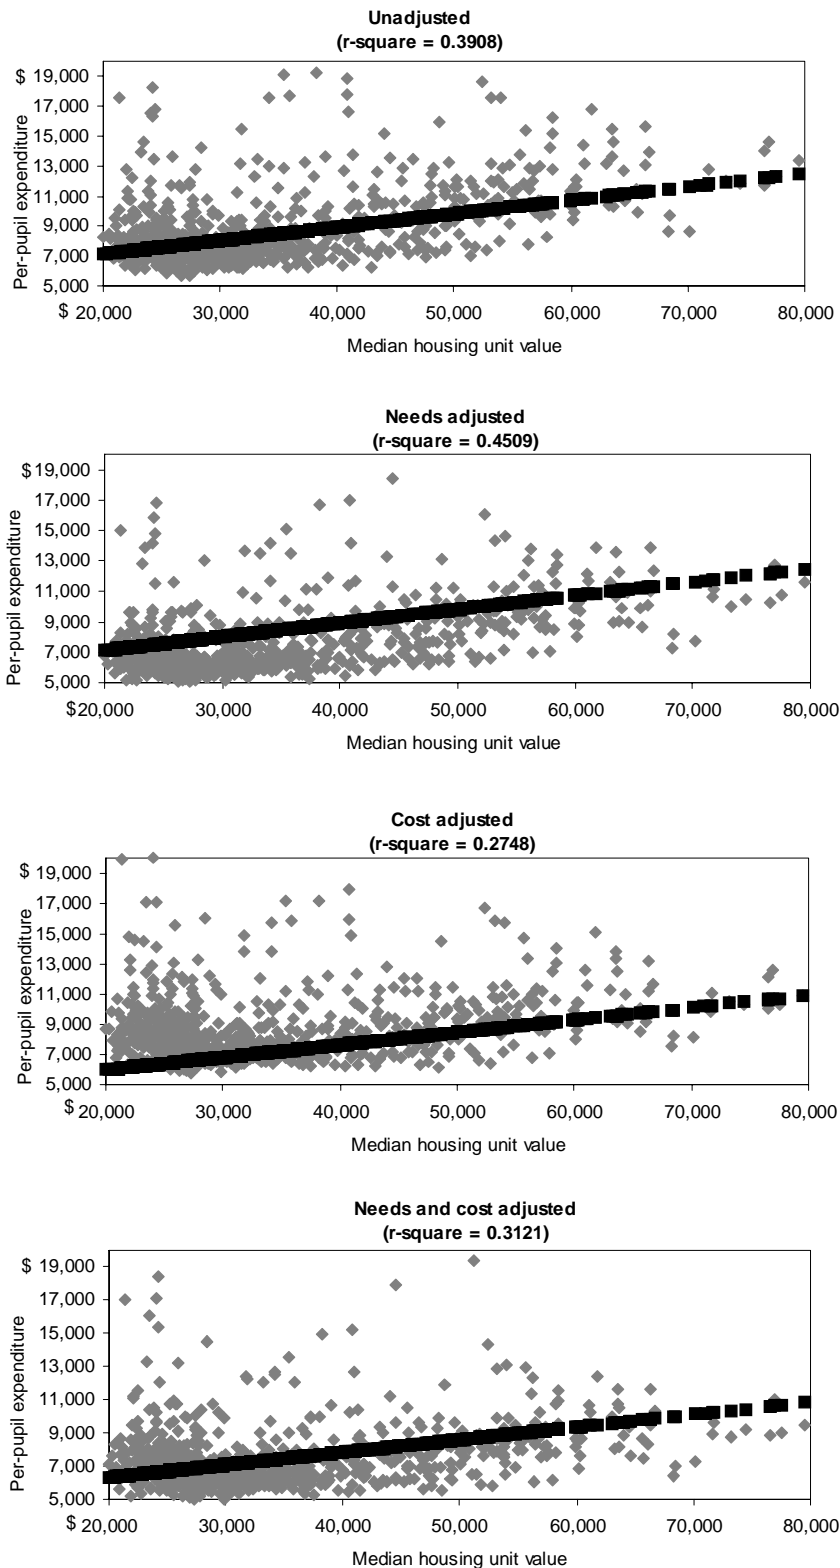 Unadjusted
(r-square = 0.3908)
$ 19,000
17,000
15,000
13,000
11,000
9,000
7,000
5,000
Per-pupil expenditure
$ 20,000 30,000 40,000 50,000 60,000 70,000 80,000
Median housing unit value
Needs adjusted
(r-square = 0.4509)
$ 19,000
17,000
15,000
13,000
11,000
9,000
7,000
5,000
Per-pupil expenditure
$ 20,000 30,000 40,000 50,000 60,000 70,000 80,000
Median housing unit value
Cost adjusted
(r-square = 0.2748)
$ 19,000
17,000
15,000
13,000
11,000
9,000
7,000
5,000
Per-pupil expenditure
$ 20,000 30,000 40,000 50,000 60,000 70,000 80,000
Median housing unit value
Needs and cost adjusted
(r-square = 0.3121)
$ 19,000
17,000
15,000
13,000
11,000
9,000
7,000
5,000
Per-pupil expenditure
$ 20,000 30,000 40,000 50,000 60,000 70,000 80,000
Median housing unit value